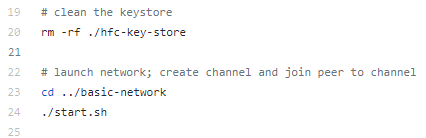 19 # clean the keystore
20 rm -rf ./hfc-key-store
21
22 # launch network; create channel and join peer to channel
23 cd ../basic-network
24 ./start.sh
25